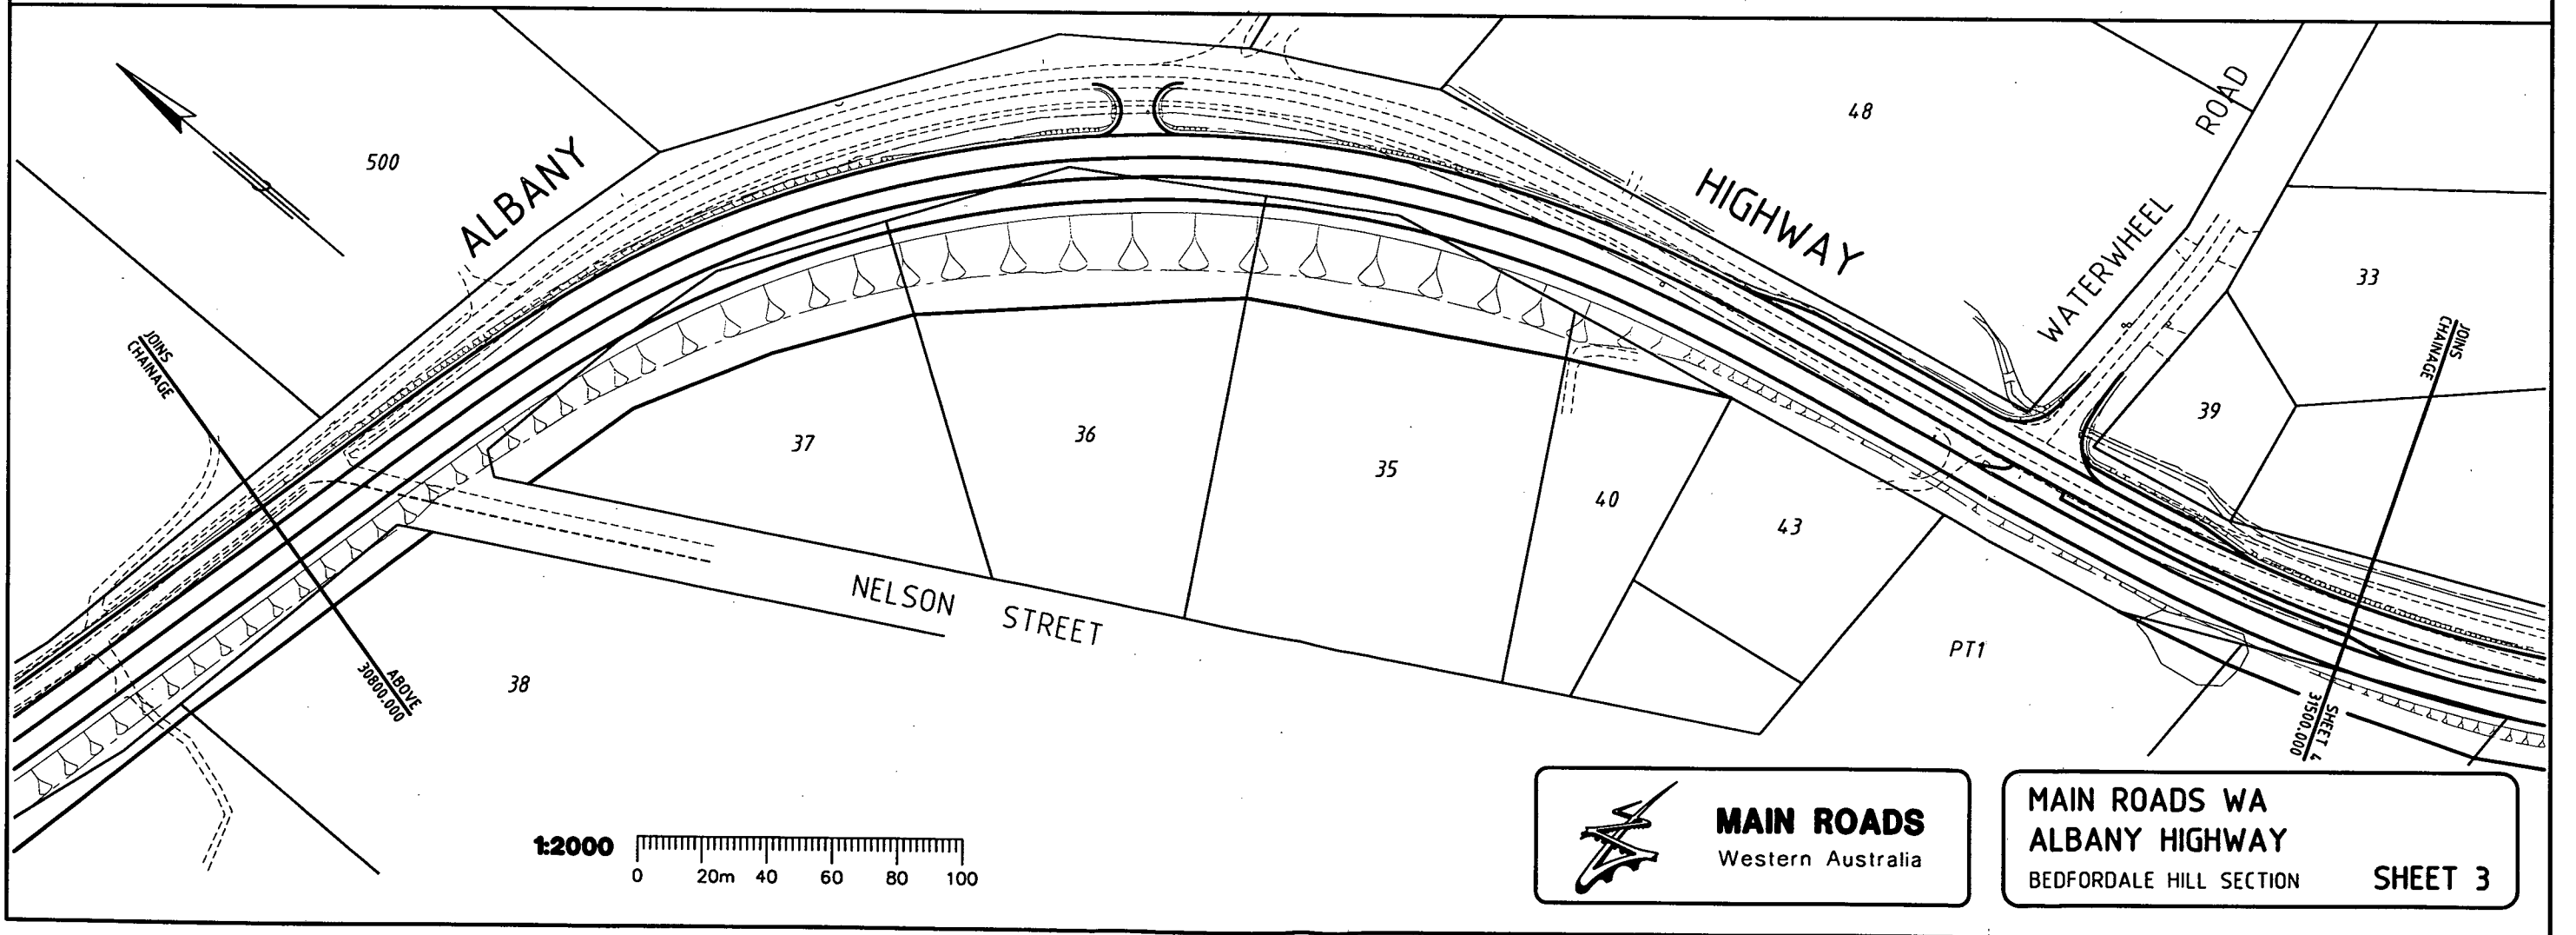 500
ALBANY
HIGHWAY
48
ROAD
WATERWHEEL
33
39
JOINS
CHAINAGE
ABOVE
30800.000
JOINS
CHAINAGE
SHEET 4
31500.000
37
36
35
40
43
PT1
38
NELSON STREET
1:2000
0 20m 40 60 80 100
MAIN ROADS
Western Australia
MAIN ROADS WA
ALBANY HIGHWAY
BEDFORDALE HILL SECTION SHEET 3